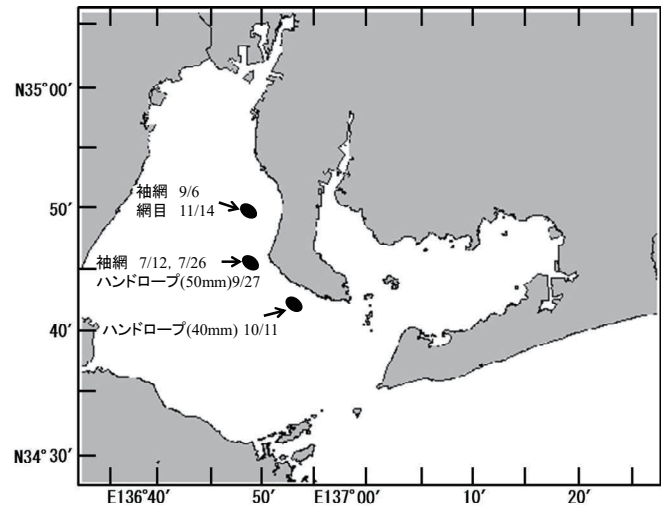 N35°00′
袖網 9/6
50′
網目 11/14
袖網 7/12, 7/26
ハンドロープ(50mm)9/27
40′
ハンドロープ(40mm) 10/11
N34°30′
E136°40′ 50′ E137°00′ 10′ 20′